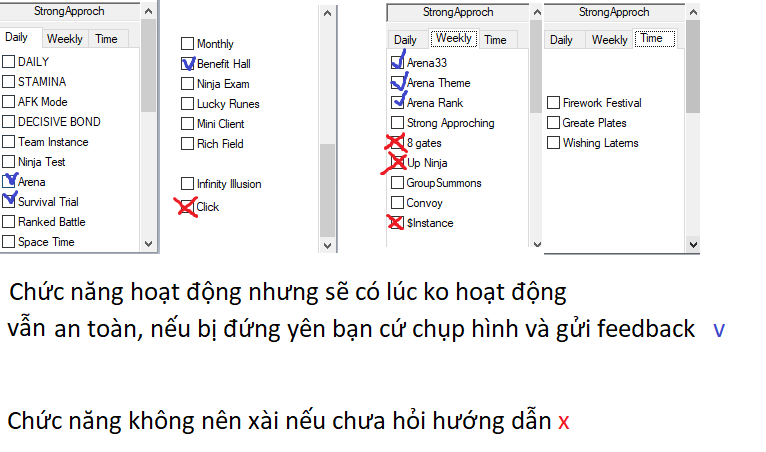 StrongApproch
Daily Weekly Time
DAILY
STAMINA
AFK Mode
DECISIVE BOND
Team Instance
Ninja Test
Arena
Survival Trial
Ranked Battle
Space Time
Monthly
Benefit Hall
Ninja Exam
Lucky Runes
Mini Client
Rich Field
Infinity Illusion
Click
StrongApproch
Daily Weekly Time
Arena33
Arena Theme
Arena Rank
Strong Approching
8 gates
Up Ninja
GroupSummons
Convoy
$Instance
StrongApproch
Daily Weekly Time
Firework Festival
Greate Plates
Wishing Laterns
Chức năng hoạt động nhưng sẽ có lúc ko hoạt động
vẫn an toàn, nếu bị đứng yên bạn cứ chụp hình và gửi feedback v
Chức năng không nên xài nếu chưa hỏi hướng dẫn x